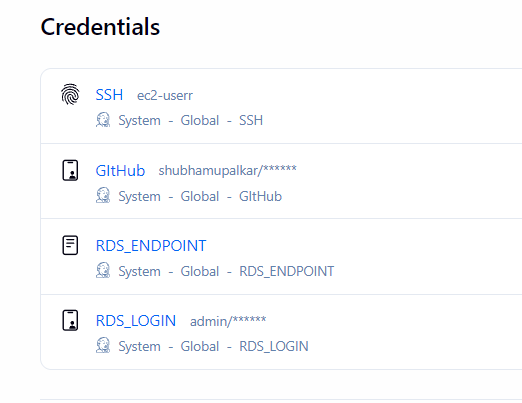 Credentials
SSH ec2-userr
System - Global - SSH
GItHub shubhamupalkar/******
System - Global - GItHub
RDS_ENDPOINT
System - Global - RDS_ENDPOINT
RDS_LOGIN admin/******
System - Global - RDS_LOGIN